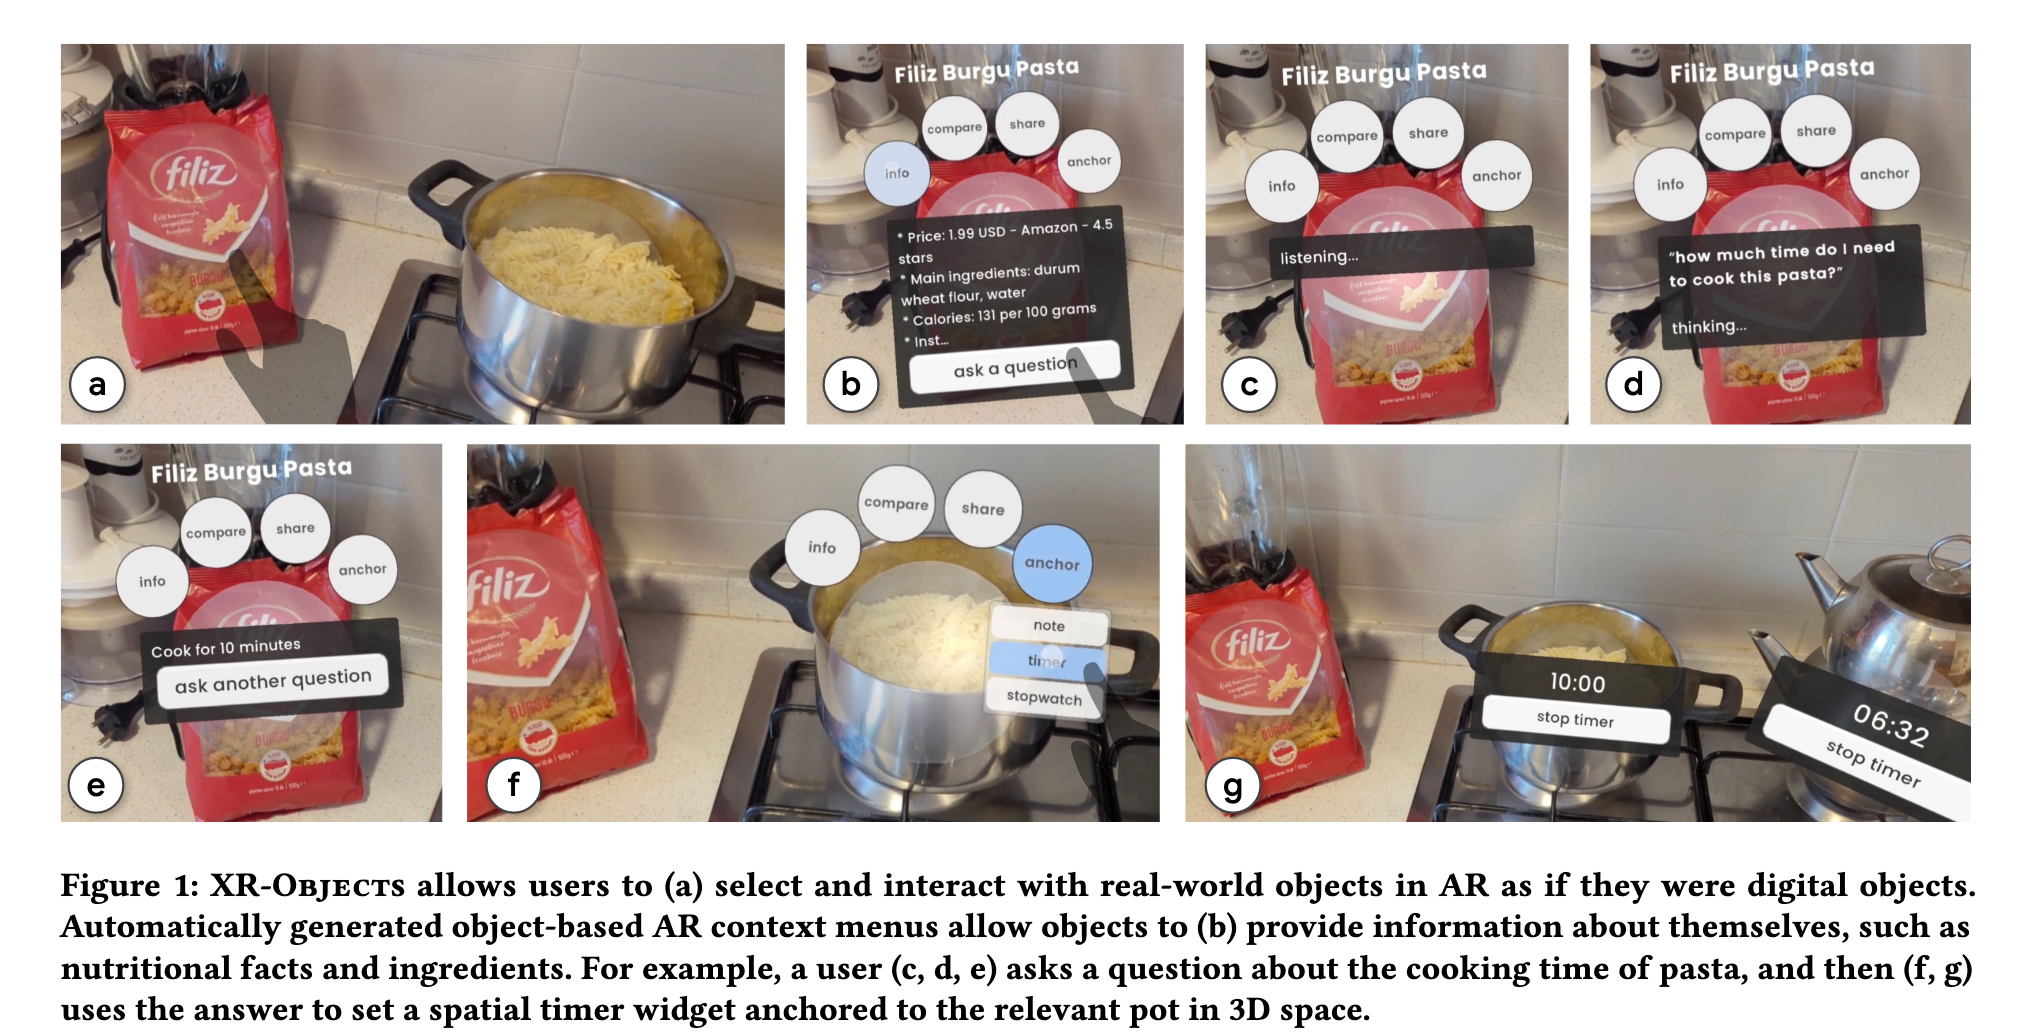 filiz
BURGU
a
Filiz Burgu Pasta
info
compare
share
anchor
* Price: 1.99 USD - Amazon - 4.5
stars
* Main ingredients: durum
wheat flour, water
* Calories: 131 per 100 grams
* Inst...
ask a question
b
Filiz Burgu Pasta
info
compare
share
anchor
listening...
filiz
BURGU
c
Filiz Burgu Pasta
info
compare
share
anchor
"how much time do I need
to cook this pasta?"
thinking...
d
Filiz Burgu Pasta
info
compare
share
anchor
Cook for 10 minutes
ask another question
BURGU
e
filiz
BURGU
info
compare
share
anchor
note
timer
stopwatch
f
filiz
10:00
stop timer
06:32
stop timer
g
Figure 1: XR-OBJECTS allows users to (a) select and interact with real-world objects in AR as if they were digital objects.
Automatically generated object-based AR context menus allow objects to (b) provide information about themselves, such as
nutritional facts and ingredients. For example, a user (c, d, e) asks a question about the cooking time of pasta, and then (f, g)
uses the answer to set a spatial timer widget anchored to the relevant pot in 3D space.